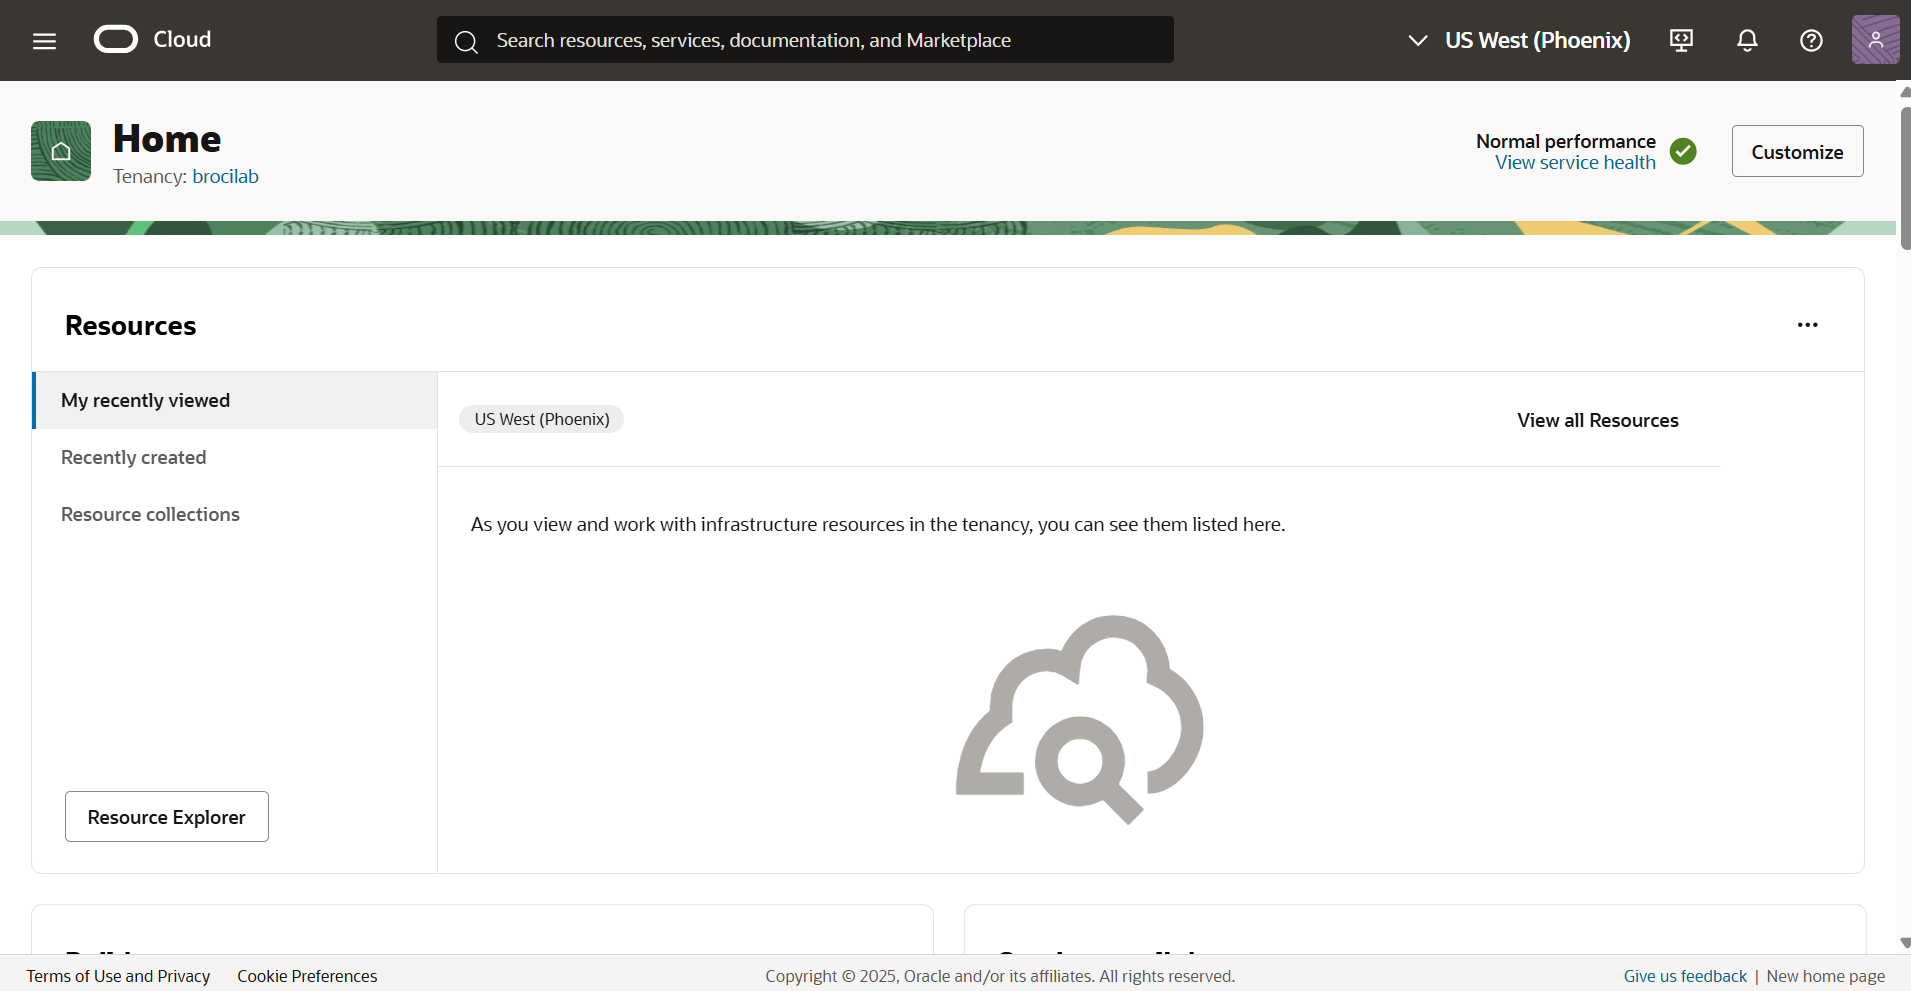 Cloud
Search resources, services, documentation, and Marketplace
US West (Phoenix)
Home
Tenancy: brocilab
Normal performance
View service health
Customize
Resources
My recently viewed
Recently created
Resource collections
Resource Explorer
US West (Phoenix)
View all Resources
As you view and work with infrastructure resources in the tenancy, you can see them listed here.
Terms of Use and Privacy
Cookie Preferences
Copyright © 2025, Oracle and/or its affiliates. All rights reserved.
Give us feedback | New home page